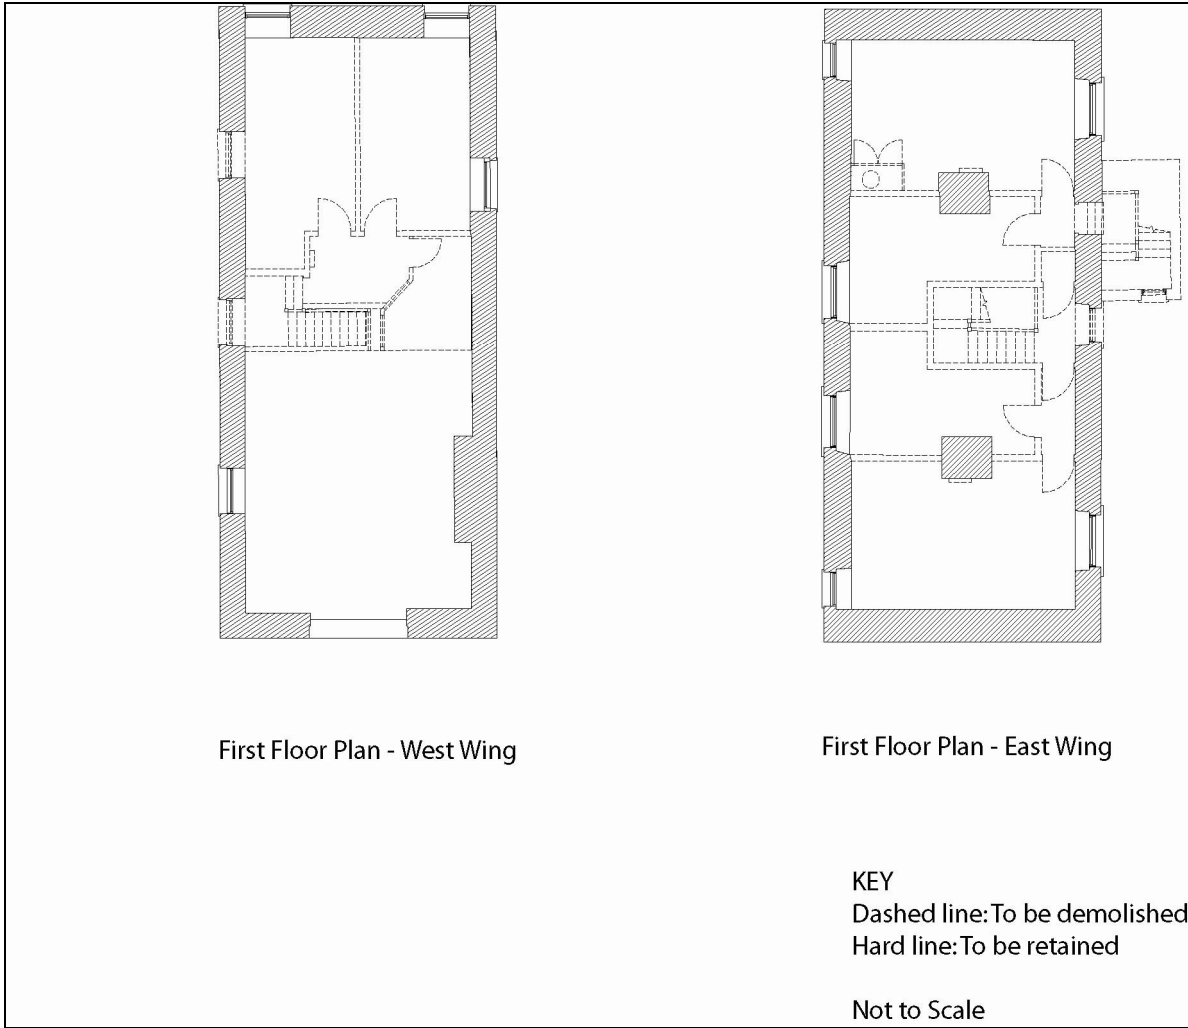 First Floor Plan - West Wing
First Floor Plan - East Wing
KEY
Dashed line: To be demolished
Hard line: To be retained
Not to Scale